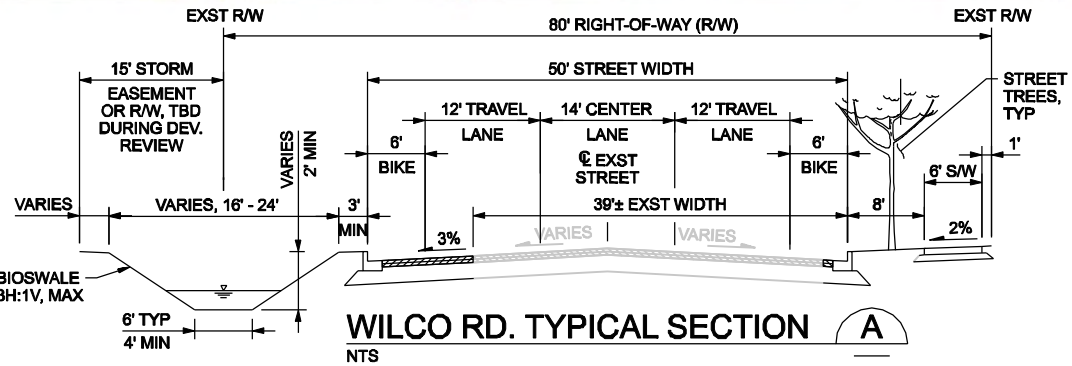 EXST R/W
EXST R/W
80' RIGHT-OF-WAY (R/W)
15' STORM
EASEMENT
OR R/W, TBD
DURING DEV.
REVIEW
50' STREET WIDTH
STREET
TREES,
TYP
12' TRAVEL
LANE
14' CENTER
LANE
12' TRAVEL
LANE
VARIES
2' MIN
6'
BIKE
℄ EXST
STREET
6'
BIKE
1'
6' S/W
VARIES
VARIES, 16' - 24'
3'
MIN
39'± EXST WIDTH
8'
3%
VARIES
VARIES
2%
BIOSWALE
3H:1V, MAX
6' TYP
4' MIN
WILCO RD. TYPICAL SECTION
A
NTS